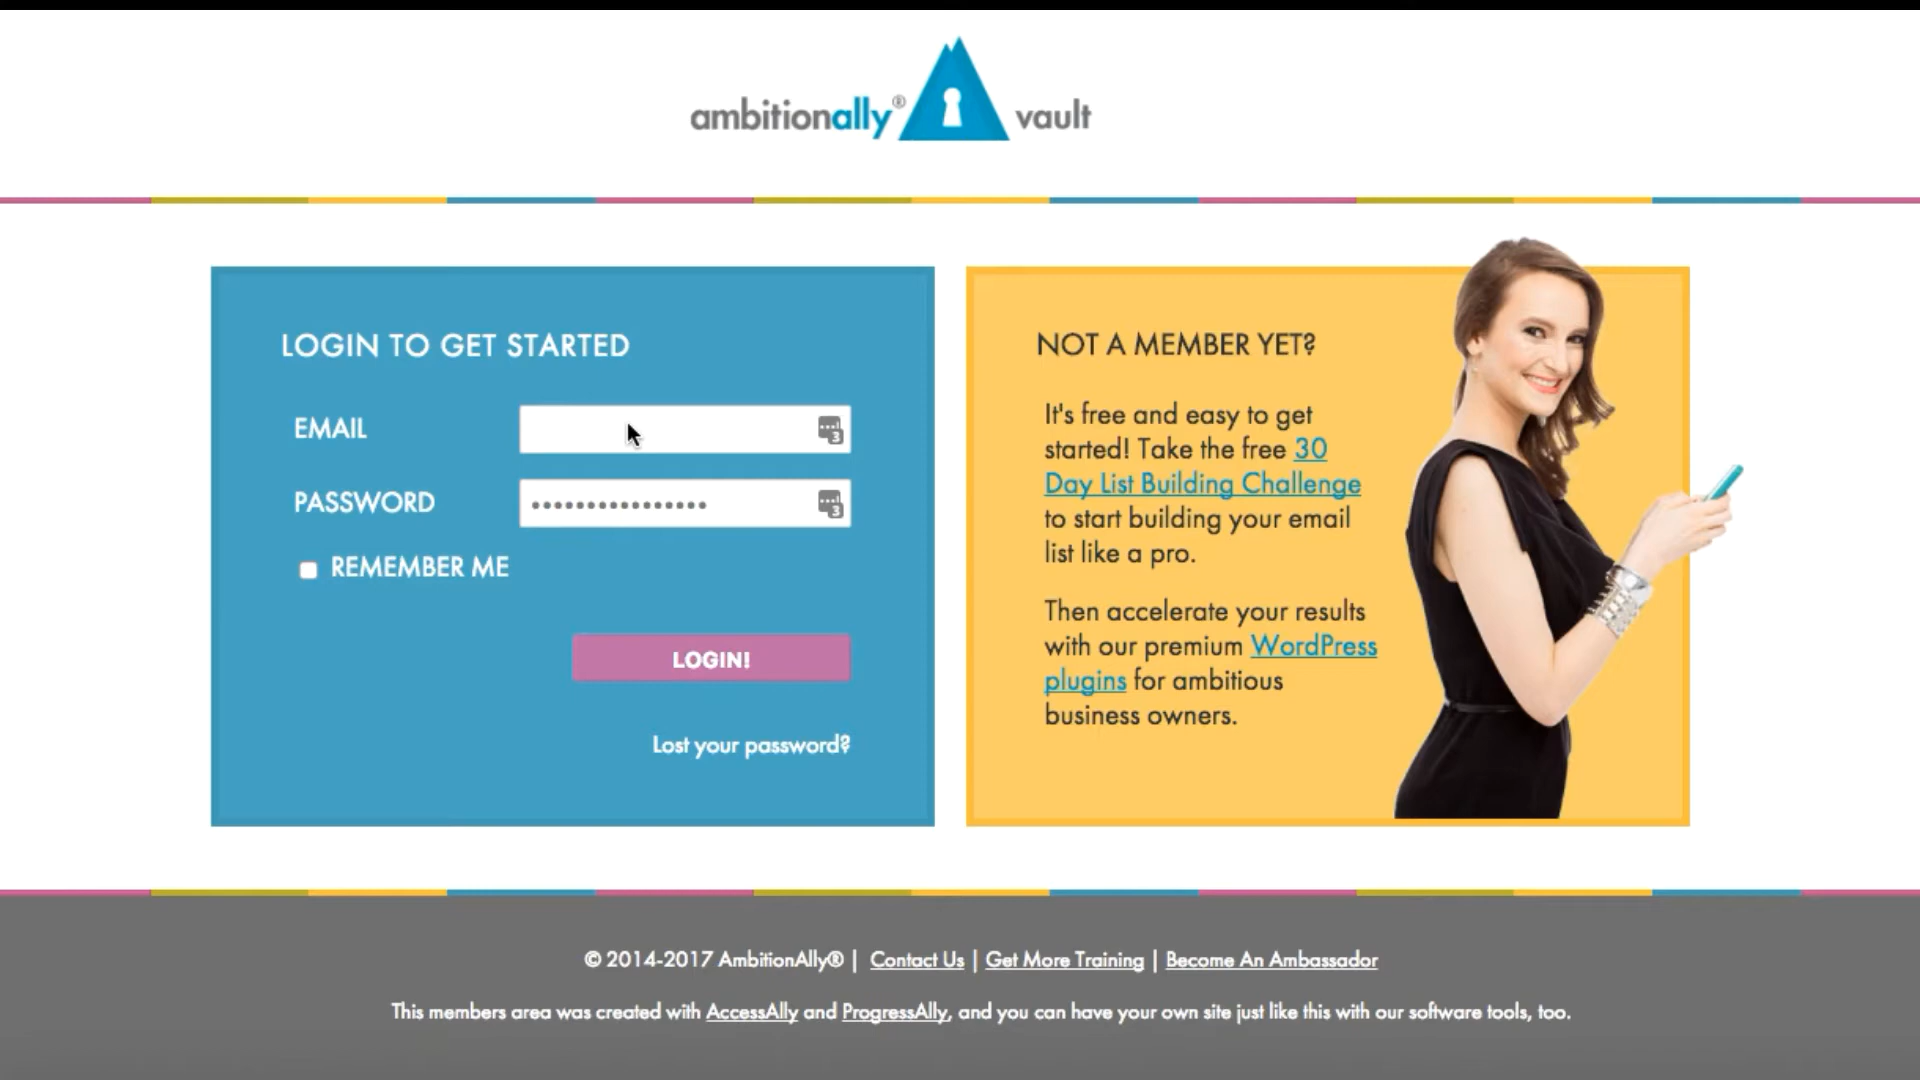 ambitionally® vault
LOGIN TO GET STARTED
EMAIL
3
PASSWORD
••••••••••••••••
3
REMEMBER ME
LOGIN!
Lost your password?
NOT A MEMBER YET?
It's free and easy to get
started! Take the free 30
Day List Building Challenge
to start building your email
list like a pro.
Then accelerate your results
with our premium WordPress
plugins for ambitious
business owners.
© 2014-2017 AmbitionAlly® | Contact Us | Get More Training | Become An Ambassador
This members area was created with AccessAlly and ProgressAlly, and you can have your own site just like this with our software tools, too.